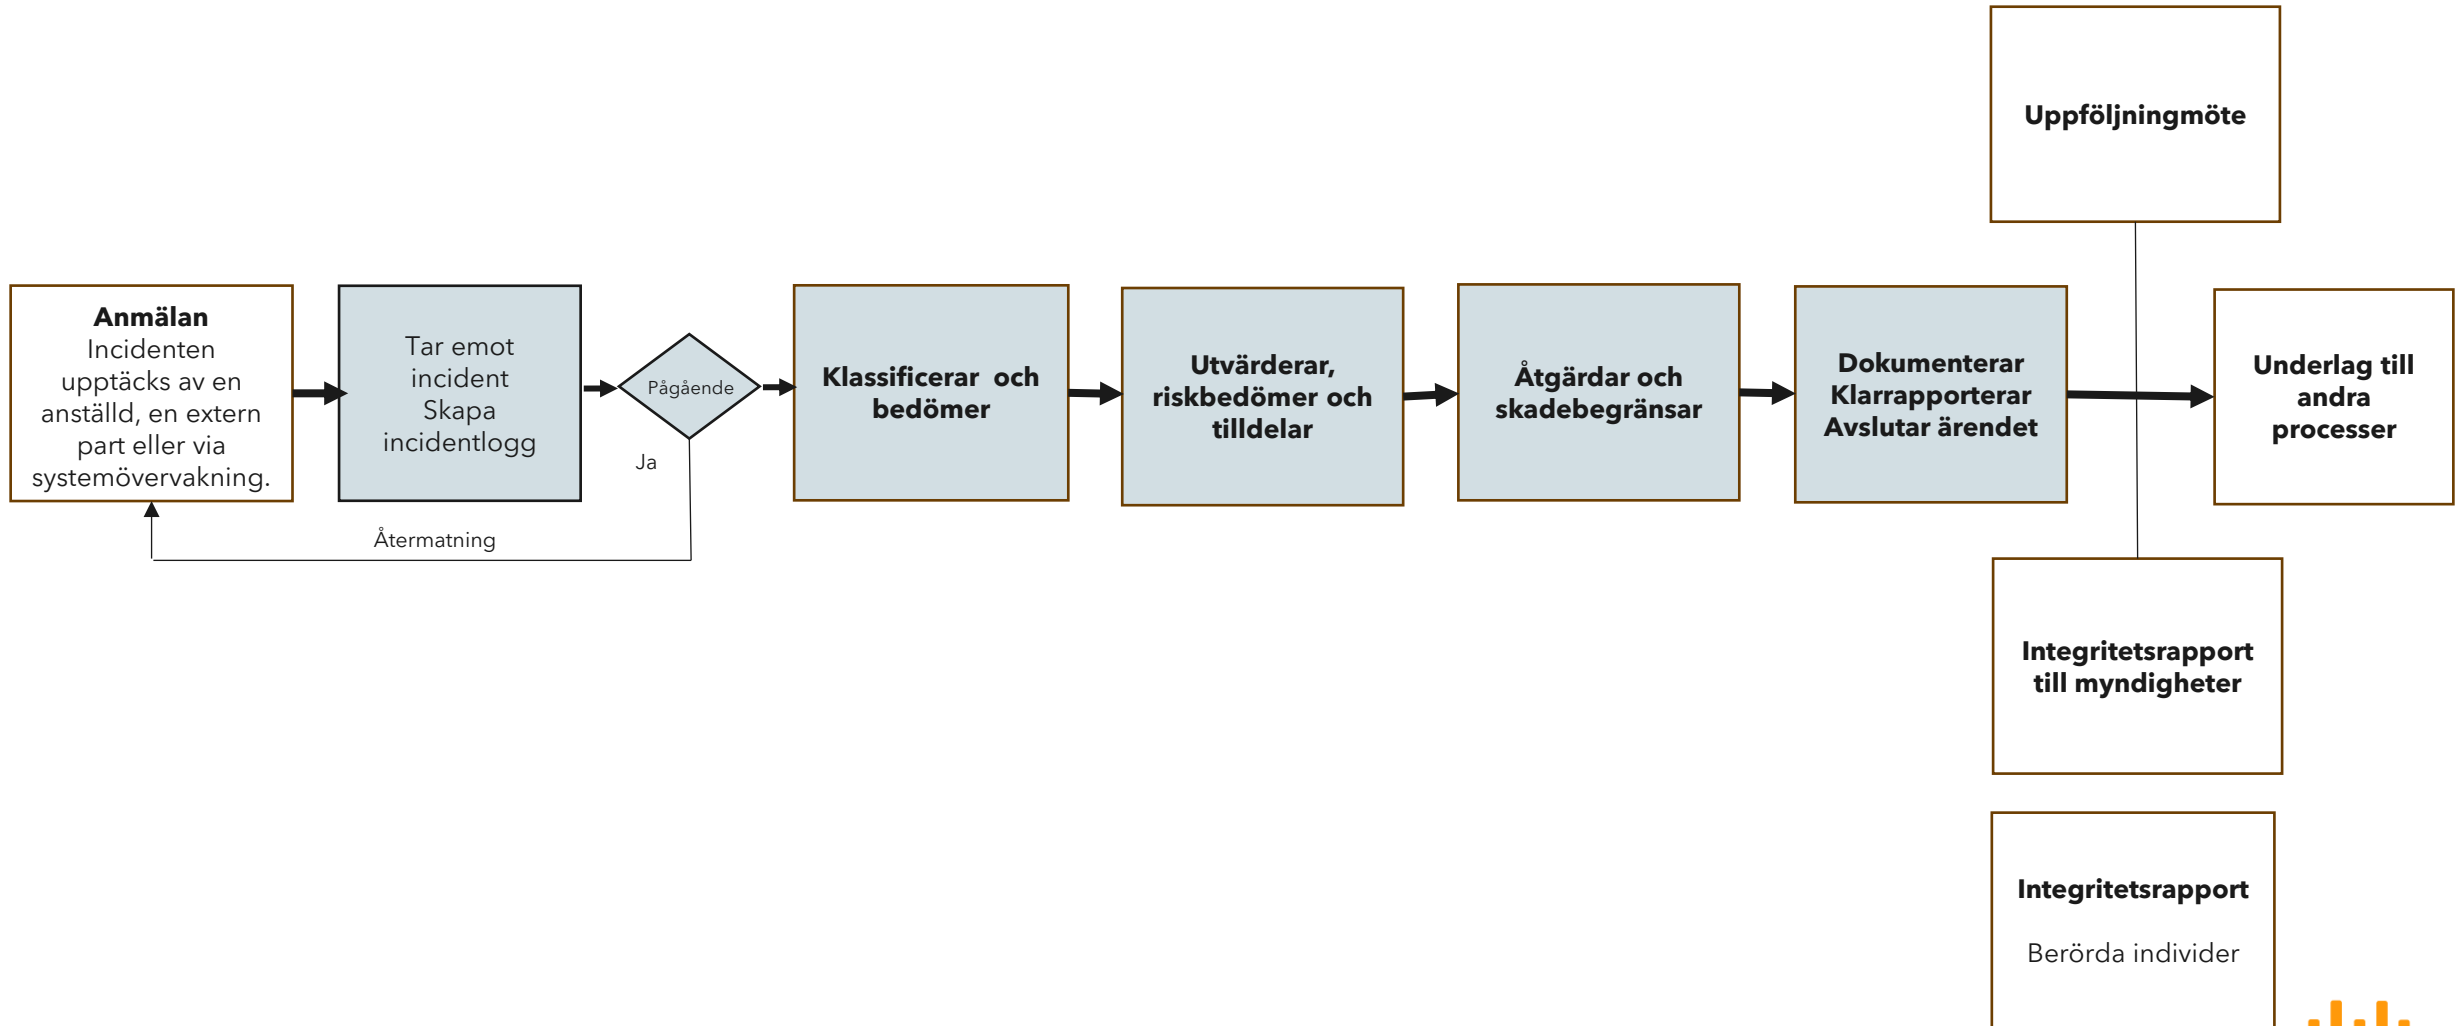 Uppföljningmöte
Anmälan
Incidenten
upptäcks av en
anställd, en extern
part eller via
systemövervakning.
Tar emot
incident
Skapa
incidentlogg
Pågående
Ja
Återmatning
Klassificerar och
bedömer
Utvärderar,
riskbedömer och
tilldelar
Åtgärdar och
skadebegränsar
Dokumenterar
Klarrapporterar
Avslutar ärendet
Underlag till
andra
processer
Integritetsrapport
till myndigheter
Integritetsrapport
Berörda individer